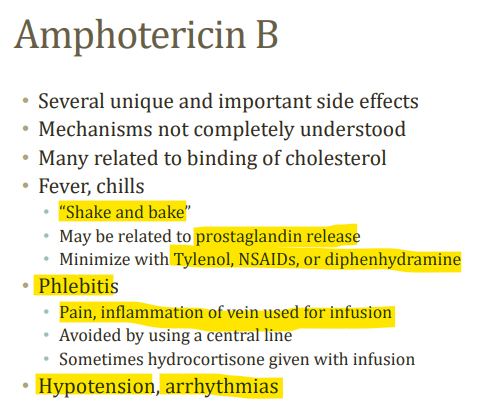 Amphotericin B
• Several unique and important side effects
• Mechanisms not completely understood
• Many related to binding of cholesterol
• Fever, chills
• “Shake and bake”
• May be related to prostaglandin release
• Minimize with Tylenol, NSAIDs, or diphenhydramine
• Phlebitis
• Pain, inflammation of vein used for infusion
• Avoided by using a central line
• Sometimes hydrocortisone given with infusion
• Hypotension, arrhythmias